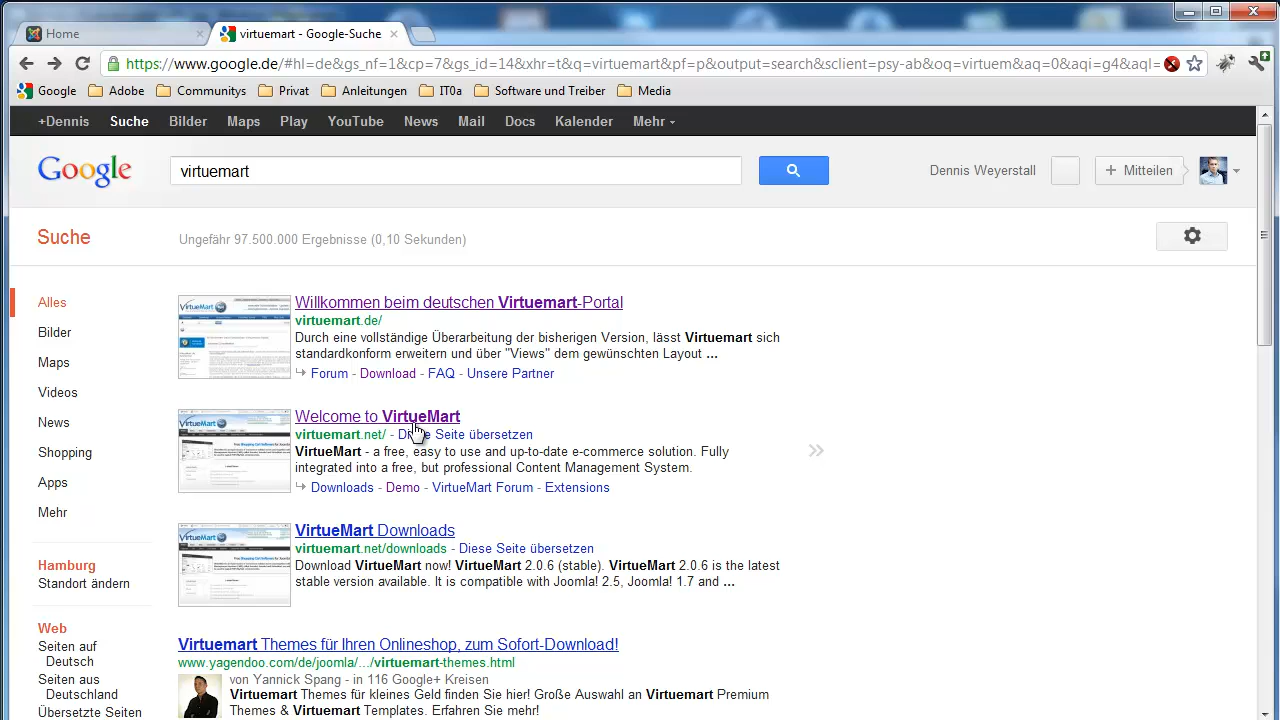 Home
virtuemart - Google-Suche
https://www.google.de/#hl=de&gs_nf=1&cp=7&gs_id=14&xhr=t&q=virtuemart&pf=p&output=search&sclient=psy-ab&oq=virtuem&aq=0&aqi=g4&aql=
Google Adobe Communitys Privat Anleitungen IT0a Software und Treiber Media
+Dennis Suche Bilder Maps Play YouTube News Mail Docs Kalender Mehr
Google
virtuemart
Dennis Weyerstall
+ Mitteilen
Suche
Ungefähr 97.500.000 Ergebnisse (0,10 Sekunden)
Alles
Bilder
Maps
Videos
News
Shopping
Apps
Mehr
Hamburg
Standort ändern
Web
Seiten auf
Deutsch
Seiten aus
Deutschland
Übersetzte Seiten
Willkommen beim deutschen Virtuemart-Portal
virtuemart.de/
Durch eine vollständige Überarbeitung der bisherigen Version hat Virtuemart sich
"Views" dem gewohnten Joomla ...
Forum - Download - FAQ - Unser Partner
Welcome to VirtueMart
virtuemart.net/ - Diese Seite übersetzen
VirtueMart - a free, easy to use and up-to-date e-commerce solution. Fully
integrated into a free, but professional Content Management System.
Downloads - Demo - VirtueMart Forum - Extensions
VirtueMart Downloads
virtuemart.net/downloads - Diese Seite übersetzen
Download VirtueMart now! VirtueMart 2.0.6 (stable). VirtueMart 2.0 is the latest
stable version available. It is compatible with Joomla! 2.5, Joomla! 1.7 and ...
Virtuemart Themes für Ihren Onlineshop, zum Sofort-Download!
www.yagendoo.com/de/joomla/.../virtuemart-themes.html
von Yannick Spang - in 116 Google+ Kreisen
Virtuemart Themes für kleines Geld finden Sie hier! Große Auswahl an Virtuemart Premium
Themes & Virtuemart Templates. Erfahren Sie mehr!